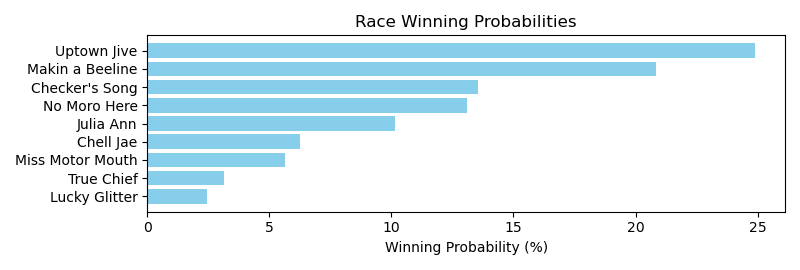 Race Winning Probabilities
Uptown Jive
Makin a Beeline
Checker's Song
No Moro Here
Julia Ann
Chell Jae
Miss Motor Mouth
True Chief
Lucky Glitter
0 5 10 15 20 25
Winning Probability (%)